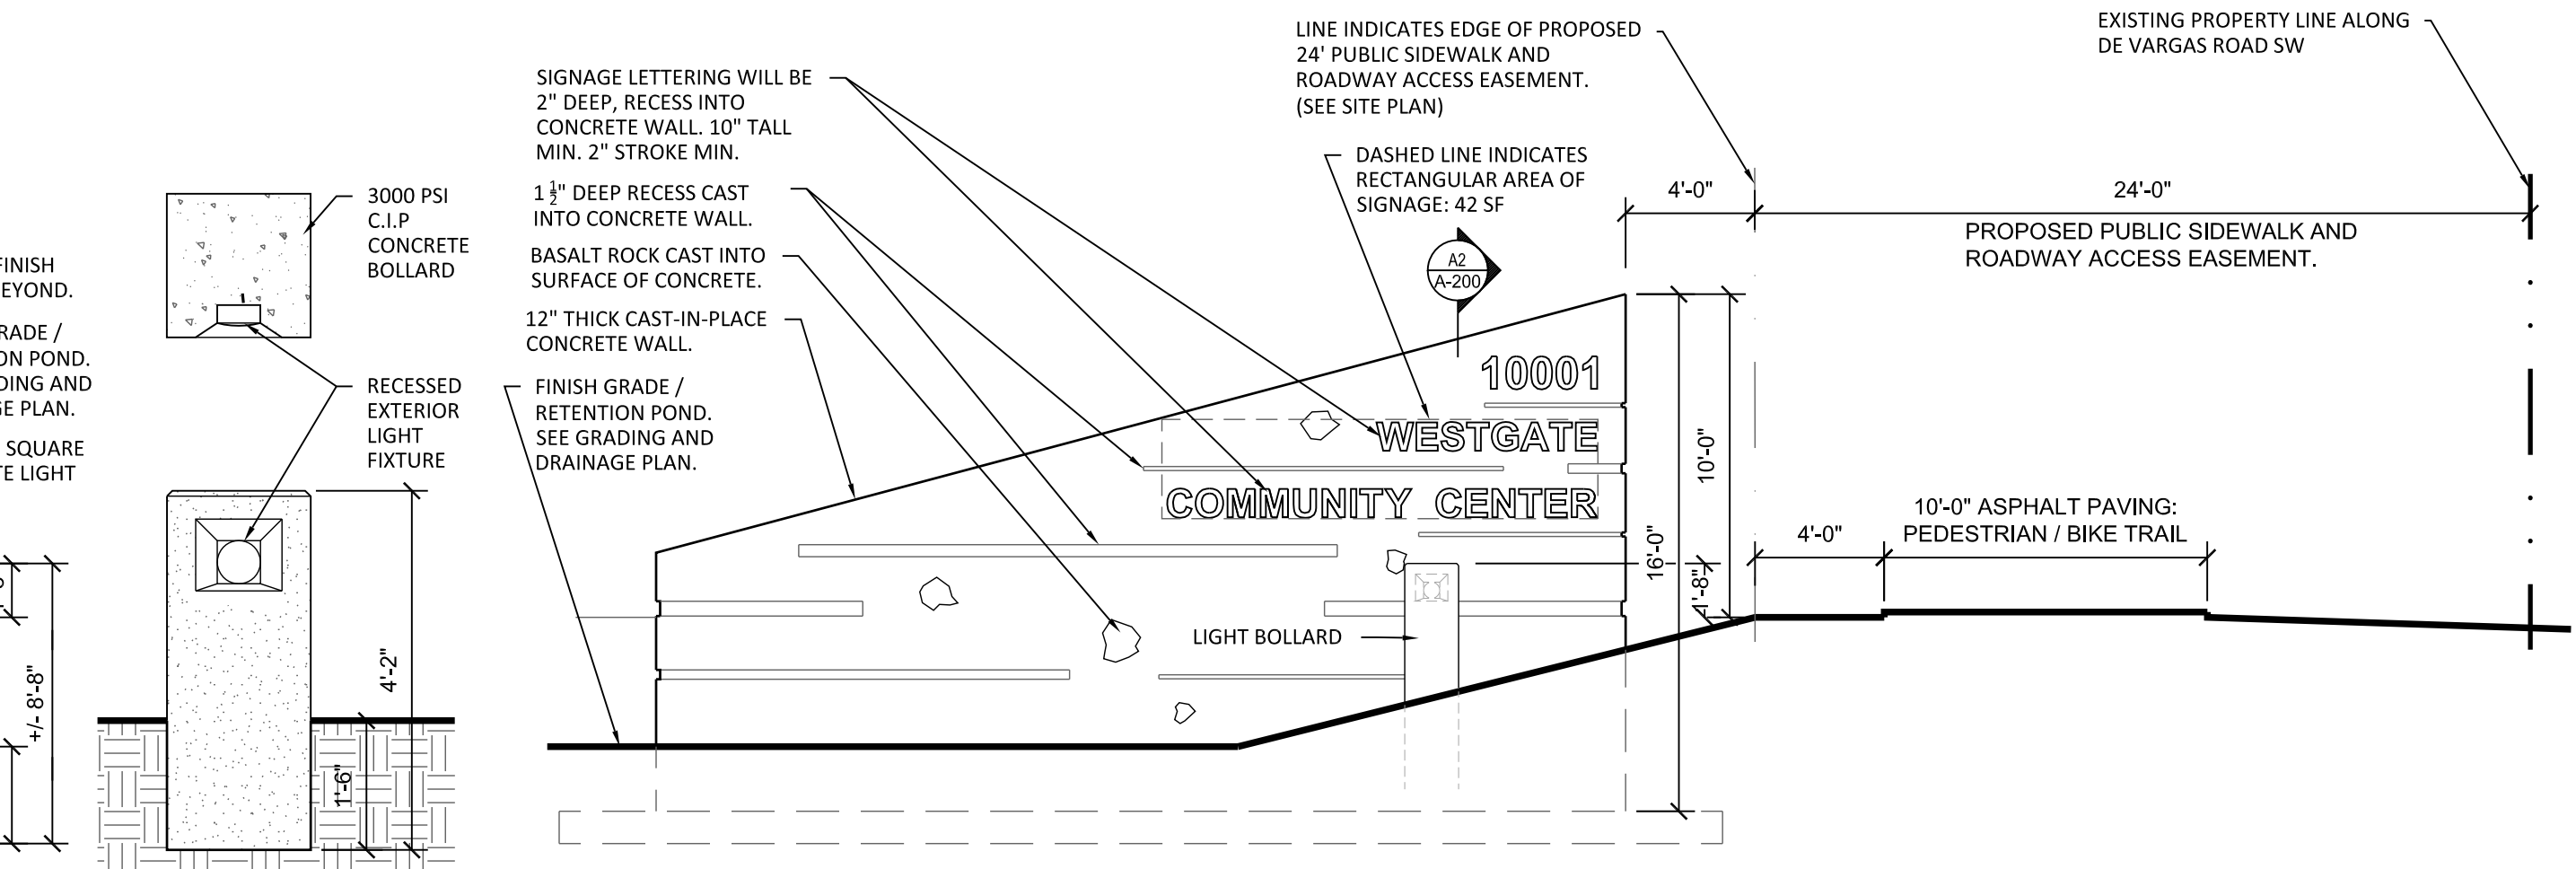 FINISH
EYOND.
RADE /
ON POND.
DING AND
GE PLAN.
SQUARE
TE LIGHT
+/- 8'-8"
3000 PSI
C.I.P
CONCRETE
BOLLARD
RECESSED
EXTERIOR
LIGHT
FIXTURE
4'-2"
1'-6"
SIGNAGE LETTERING WILL BE
2" DEEP, RECESS INTO
CONCRETE WALL. 10" TALL
MIN. 2" STROKE MIN.
1 1/2" DEEP RECESS CAST
INTO CONCRETE WALL.
BASALT ROCK CAST INTO
SURFACE OF CONCRETE.
12" THICK CAST-IN-PLACE
CONCRETE WALL.
FINISH GRADE /
RETENTION POND.
SEE GRADING AND
DRAINAGE PLAN.
LINE INDICATES EDGE OF PROPOSED
24' PUBLIC SIDEWALK AND
ROADWAY ACCESS EASEMENT.
(SEE SITE PLAN)
DASHED LINE INDICATES
RECTANGULAR AREA OF
SIGNAGE: 42 SF
A2
A-200
10001
WESTGATE
COMMUNITY CENTER
LIGHT BOLLARD
16'-0"
10'-0"
1'-8"
4'-0"
24'-0"
PROPOSED PUBLIC SIDEWALK AND
ROADWAY ACCESS EASEMENT.
4'-0"
10'-0" ASPHALT PAVING:
PEDESTRIAN / BIKE TRAIL
EXISTING PROPERTY LINE ALONG
DE VARGAS ROAD SW